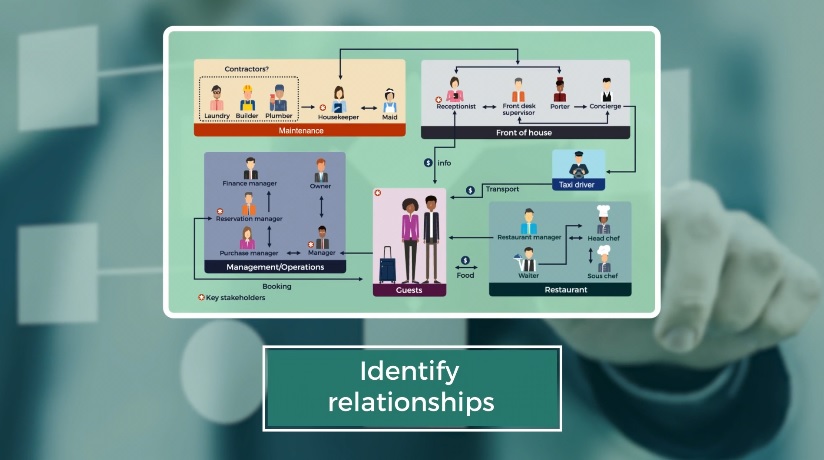 Contractors?
Laundry
Builder
Plumber
Housekeeper
Maid
Maintenance
Receptionist
Front desk
supervisor
Porter
Concierge
Front of house
$ info
$
Transport
Taxi driver
Finance manager
Owner
Reservation manager
Purchase manager
Manager
Management/Operations
Booking
Key stakeholders
Guests
$
Food
Restaurant manager
Head chef
Waiter
Sous chef
Restaurant
Identify
relationships